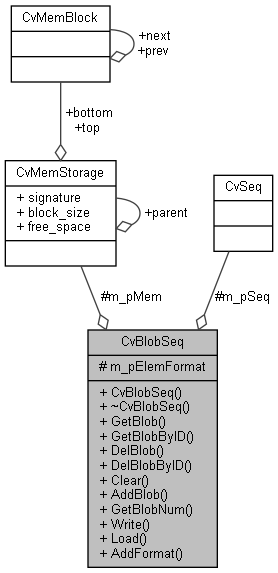 CvMemBlock
+next
+prev
+bottom
+top
CvMemStorage
+ signature
+ block_size
+ free_space
+parent
CvSeq
#m_pMem
#m_pSeq
CvBlobSeq
# m_pElemFormat
+ CvBlobSeq()
+ ~CvBlobSeq()
+ GetBlob()
+ GetBlobByID()
+ DelBlob()
+ DelBlobByID()
+ Clear()
+ AddBlob()
+ GetBlobNum()
+ Write()
+ Load()
+ AddFormat()